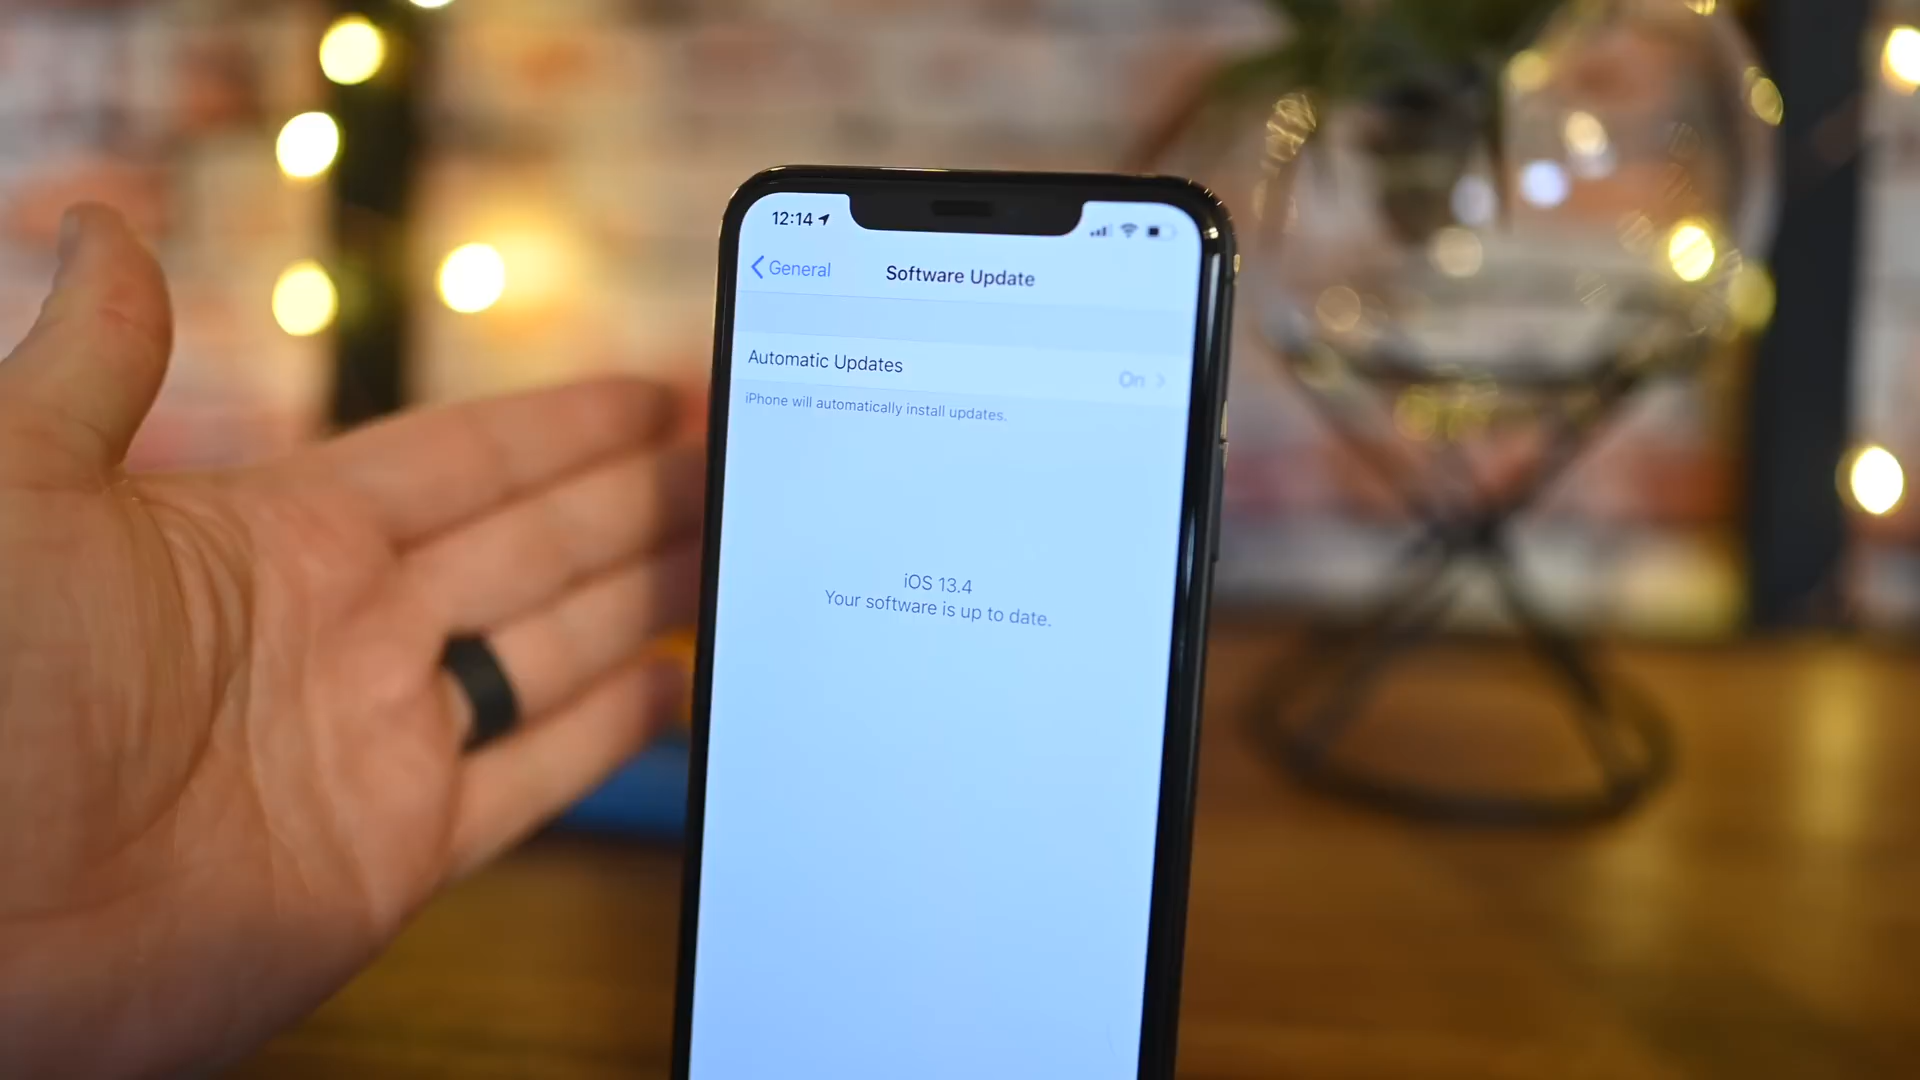 12:14
General
Software Update
Automatic Updates
On
iPhone will automatically install updates.
iOS 13.4
Your software is up to date.